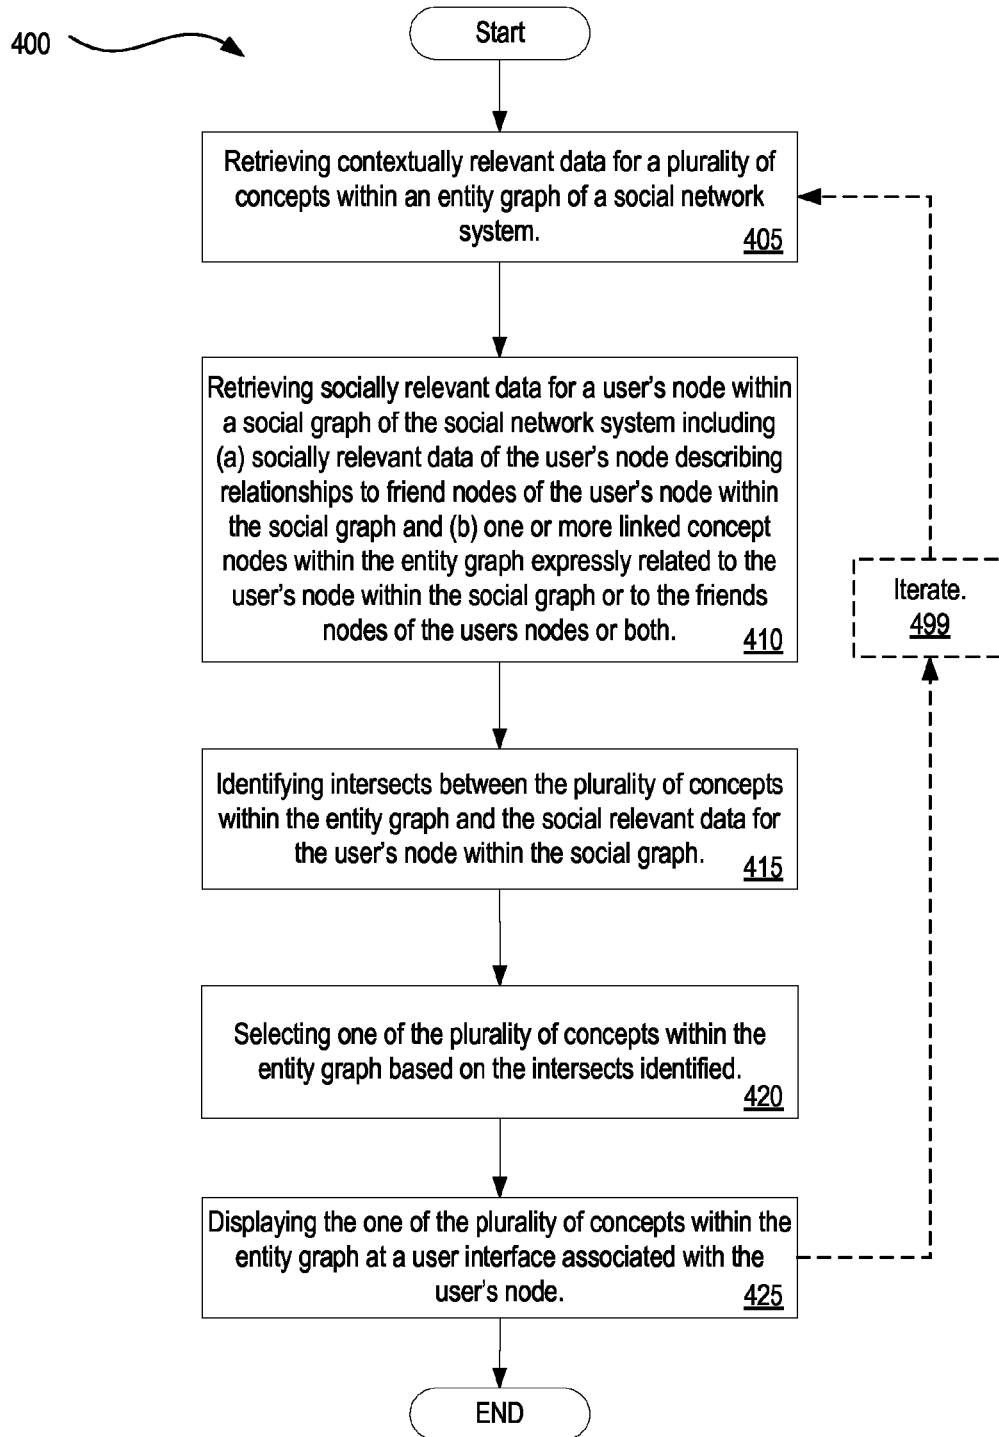 400
Start
Retrieving contextually relevant data for a plurality of
concepts within an entity graph of a social network
system.
405
Retrieving socially relevant data for a user's node within
a social graph of the social network system including
(a) socially relevant data of the user's node describing
relationships to friend nodes of the user's node within
the social graph and (b) one or more linked concept
nodes within the entity graph expressly related to the
user's node within the social graph or to the friends
nodes of the users nodes or both.
410
Iterate.
499
Identifying intersects between the plurality of concepts
within the entity graph and the social relevant data for
the user's node within the social graph.
415
Selecting one of the plurality of concepts within the
entity graph based on the intersects identified.
420
Displaying the one of the plurality of concepts within the
entity graph at a user interface associated with the
user's node.
425
END